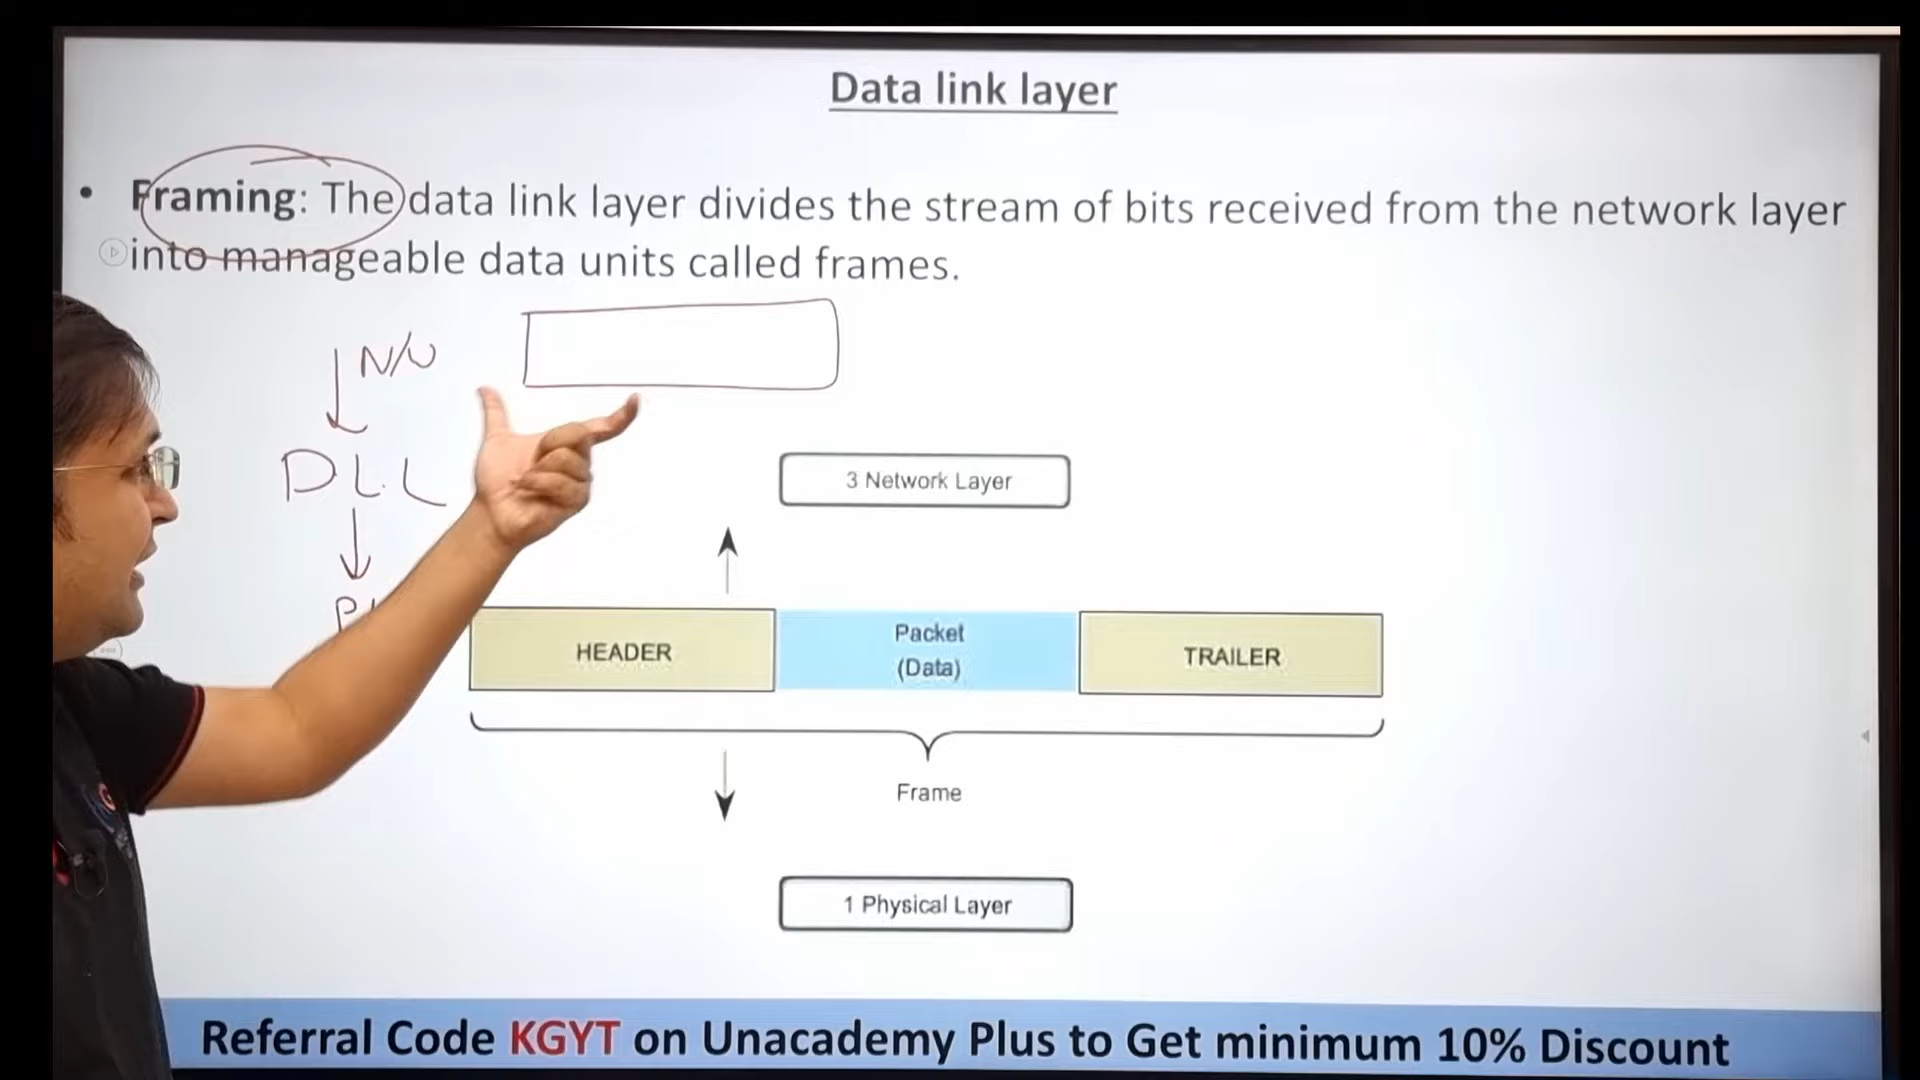 Data link layer
• Framing: The data link layer divides the stream of bits received from the network layer
into manageable data units called frames.
N/W
DLL
3 Network Layer
HEADER
Packet
(Data)
TRAILER
Frame
1 Physical Layer
Referral Code KGYT on Unacademy Plus to Get minimum 10% Discount